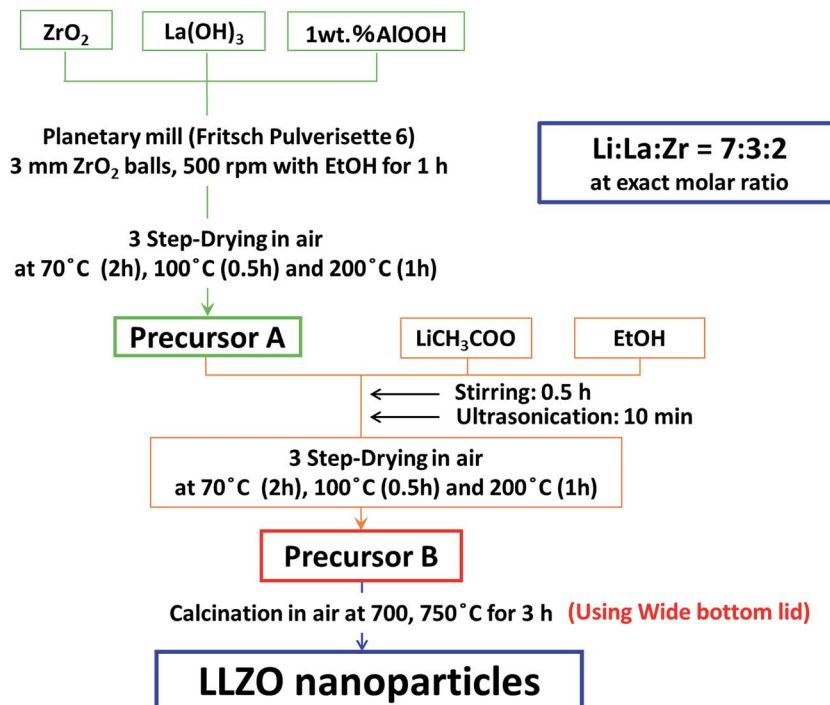 ZrO₂
La(OH)₃
1wt.%AlOOH
Planetary mill (Fritsch Pulverisette 6)
3 mm ZrO₂ balls, 500 rpm with EtOH for 1 h
Li:La:Zr = 7:3:2
at exact molar ratio
3 Step-Drying in air
at 70˚C (2h), 100˚C (0.5h) and 200˚C (1h)
Precursor A
LiCH₃COO
EtOH
Stirring: 0.5 h
Ultrasonication: 10 min
3 Step-Drying in air
at 70˚C (2h), 100˚C (0.5h) and 200˚C (1h)
Precursor B
Calcination in air at 700, 750˚C for 3 h (Using Wide bottom lid)
LLZO nanoparticles